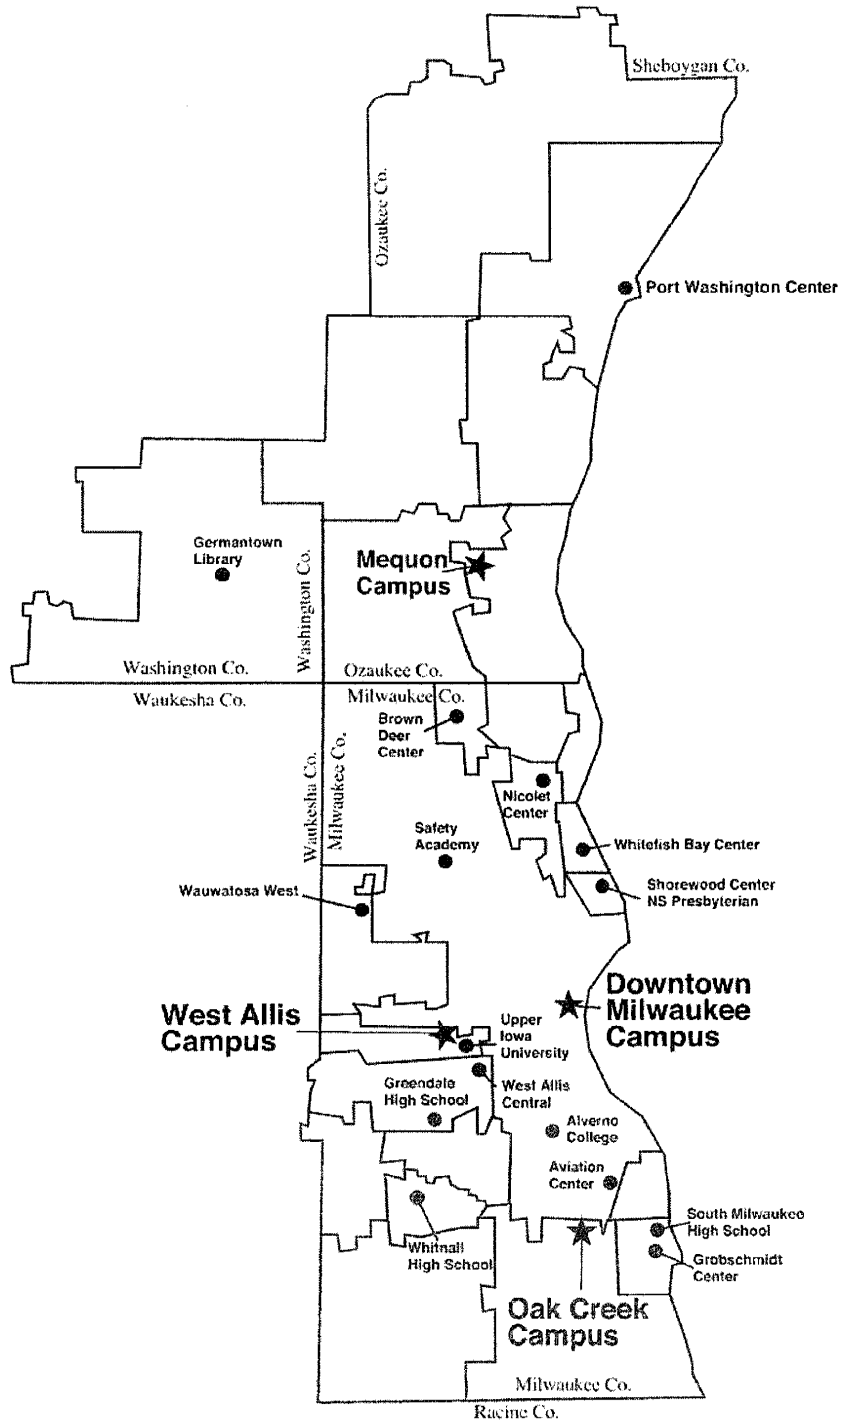 Sheboygan Co.
Ozaukee Co.
Port Washington Center
Germantown
Library
Washington Co.
Mequon
Campus
Washington Co.
Ozaukee Co.
Waukesha Co.
Milwaukee Co.
Brown
Deer
Center
Waukesha Co.
Milwaukee Co.
Nicolet
Center
Safety
Academy
Whitefish Bay Center
Wauwatosa West
Shorewood Center
NS Presbyterian
Downtown
Milwaukee
Campus
West Allis
Campus
Upper
Iowa
University
Greendale
High School
West Allis
Central
Alverno
College
Aviation
Center
South Milwaukee
High School
Whitnall
High School
Grobschmidt
Center
Oak Creek
Campus
Milwaukee Co.
Racine Co.